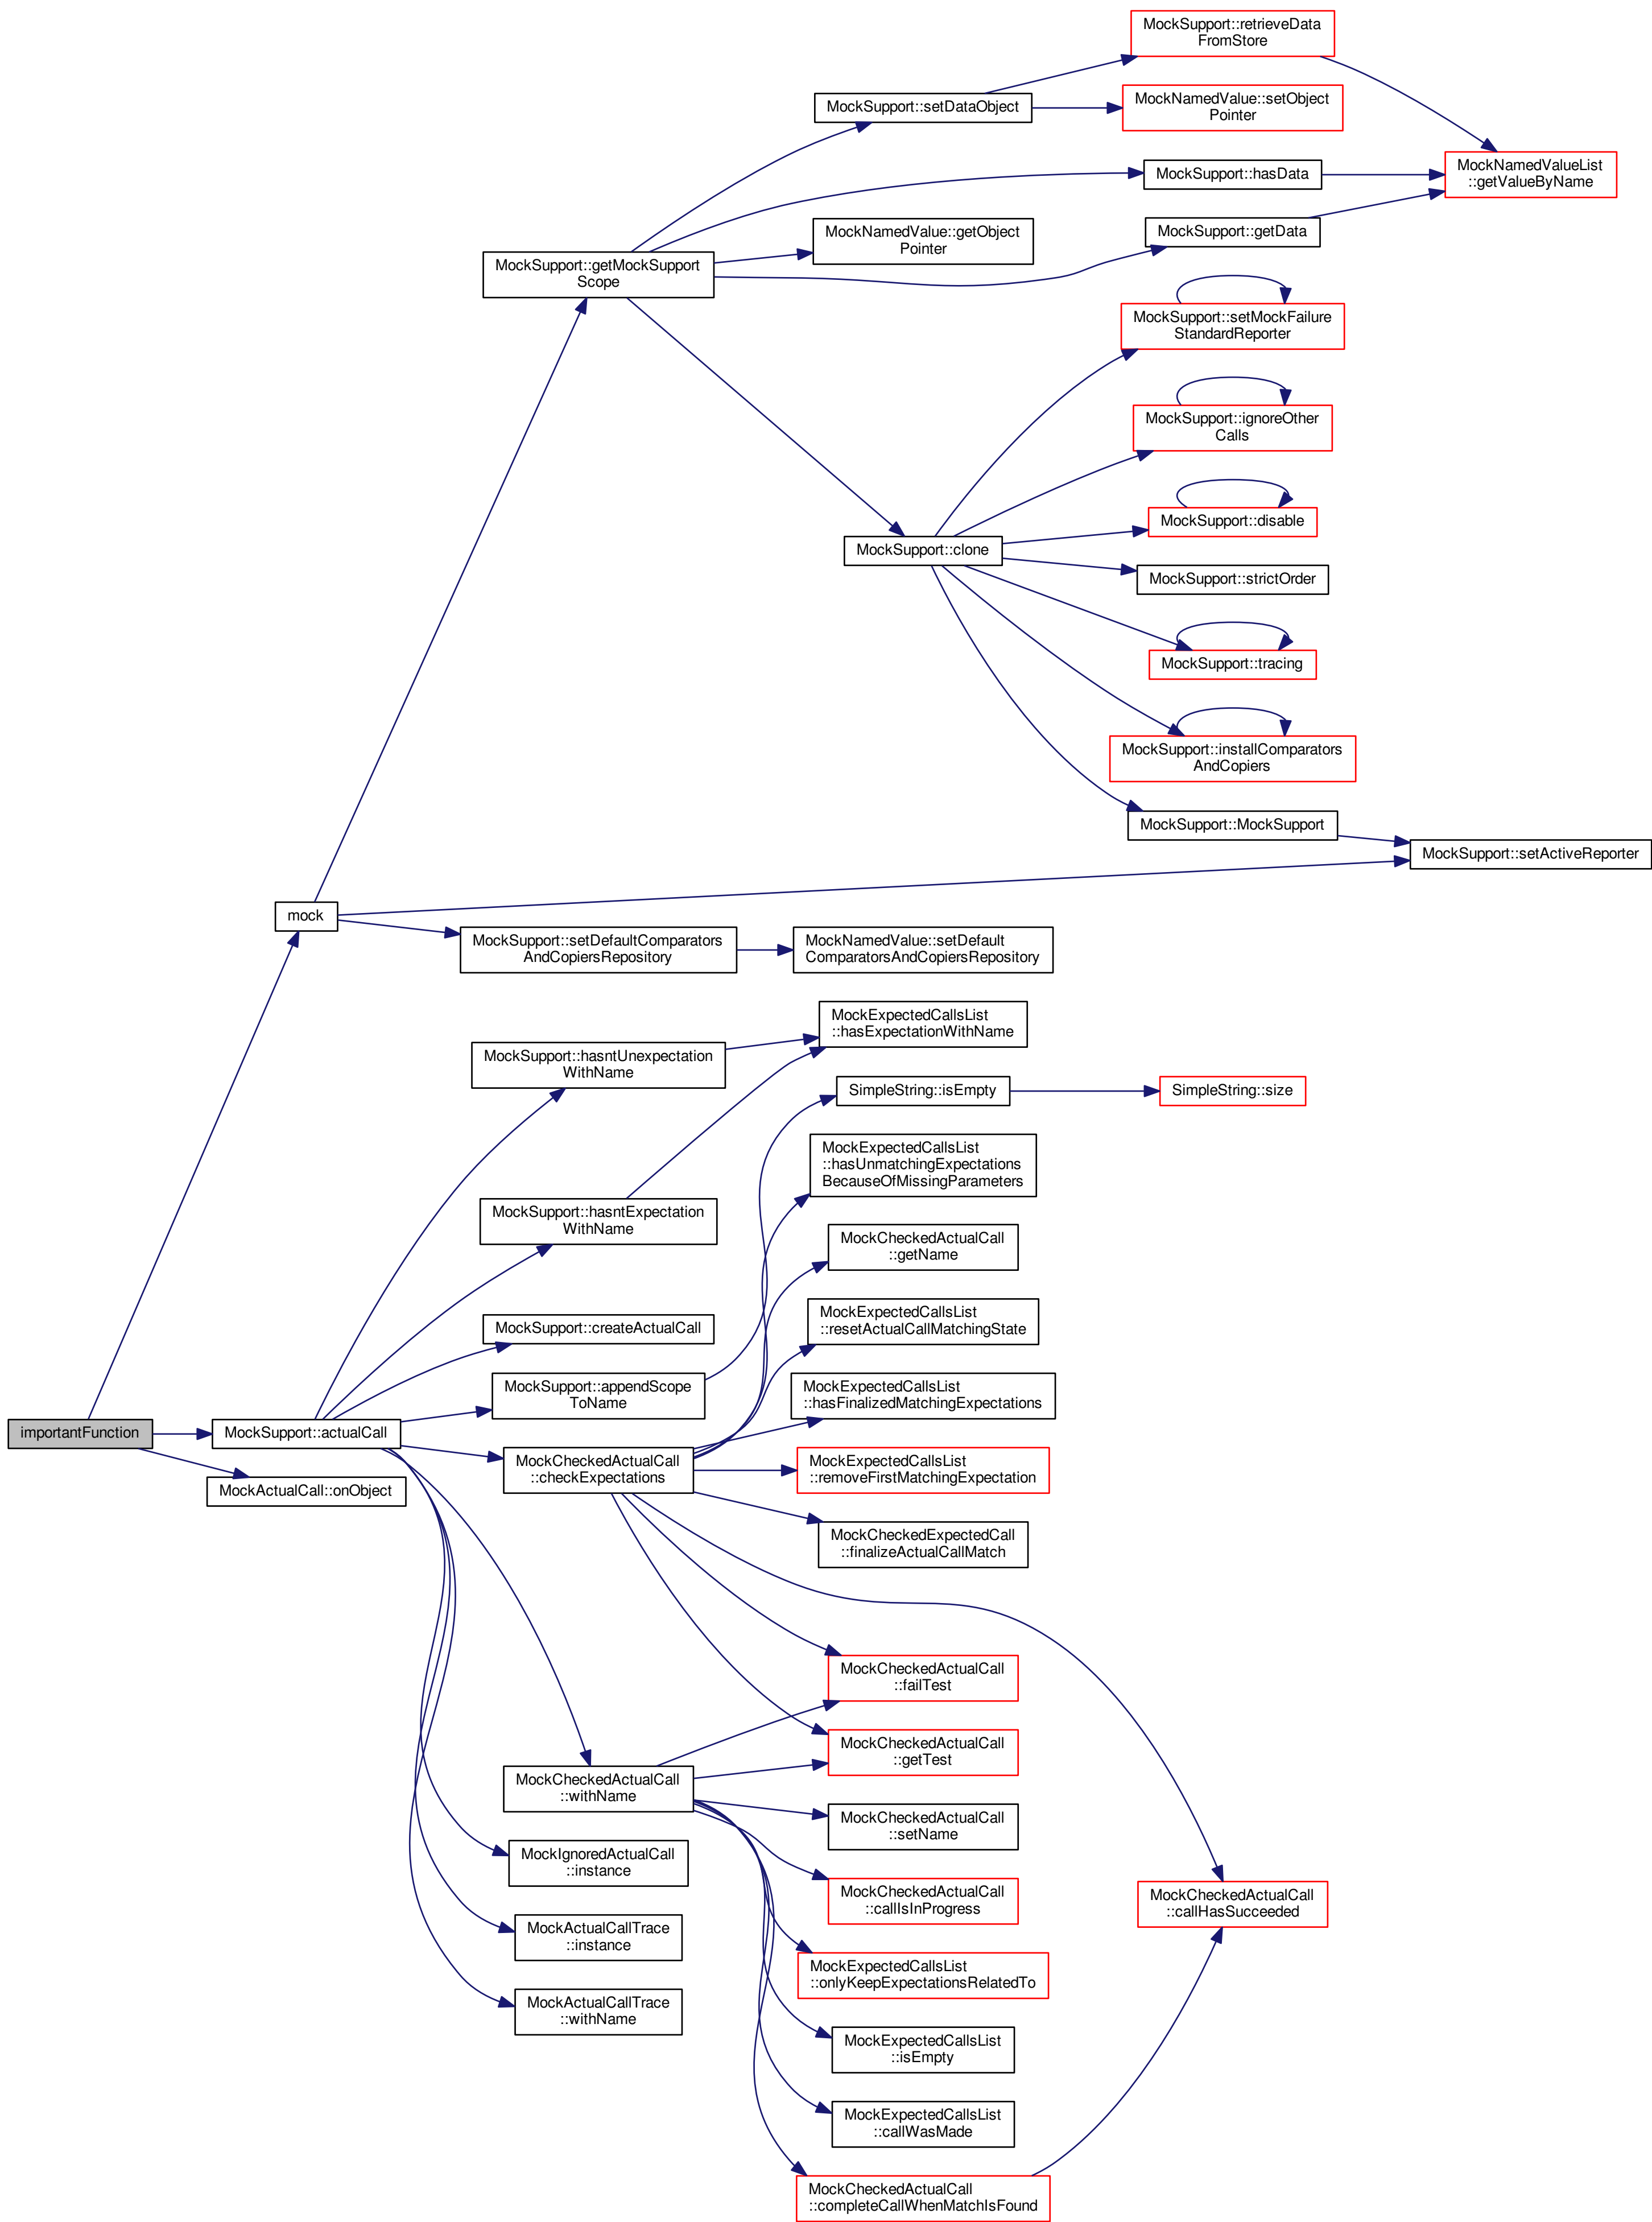 MockSupport::retrieveData
FromStore
MockSupport::setDataObject
MockNamedValue::setObject
Pointer
MockNamedValueList
::getValueByName
MockSupport::hasData
MockSupport::getData
MockNamedValue::getObject
Pointer
MockSupport::getMockSupport
Scope
MockSupport::setMockFailure
StandardReporter
MockSupport::ignoreOther
Calls
MockSupport::disable
MockSupport::clone
MockSupport::strictOrder
MockSupport::tracing
MockSupport::installComparators
AndCopiers
MockSupport::MockSupport
MockSupport::setActiveReporter
mock
MockSupport::setDefaultComparators
AndCopiersRepository
MockNamedValue::setDefault
ComparatorsAndCopiersRepository
MockExpectedCallsList
::hasExpectationWithName
MockSupport::hasntUnexpectation
WithName
SimpleString::isEmpty
SimpleString::size
MockExpectedCallsList
::hasUnmatchingExpectations
BecauseOfMissingParameters
MockSupport::hasntExpectation
WithName
MockCheckedActualCall
::getName
MockSupport::createActualCall
MockExpectedCallsList
::resetActualCallMatchingState
MockSupport::appendScope
ToName
MockExpectedCallsList
::hasFinalizedMatchingExpectations
importantFunction
MockSupport::actualCall
MockCheckedActualCall
::checkExpectations
MockExpectedCallsList
::removeFirstMatchingExpectation
MockActualCall::onObject
MockCheckedExpectedCall
::finalizeActualCallMatch
MockCheckedActualCall
::failTest
MockCheckedActualCall
::getTest
MockCheckedActualCall
::withName
MockCheckedActualCall
::setName
MockIgnoredActualCall
::instance
MockCheckedActualCall
::callIsInProgress
MockCheckedActualCall
::callHasSucceeded
MockActualCallTrace
::instance
MockExpectedCallsList
::onlyKeepExpectationsRelatedTo
MockActualCallTrace
::withName
MockExpectedCallsList
::isEmpty
MockExpectedCallsList
::callWasMade
MockCheckedActualCall
::completeCallWhenMatchIsFound